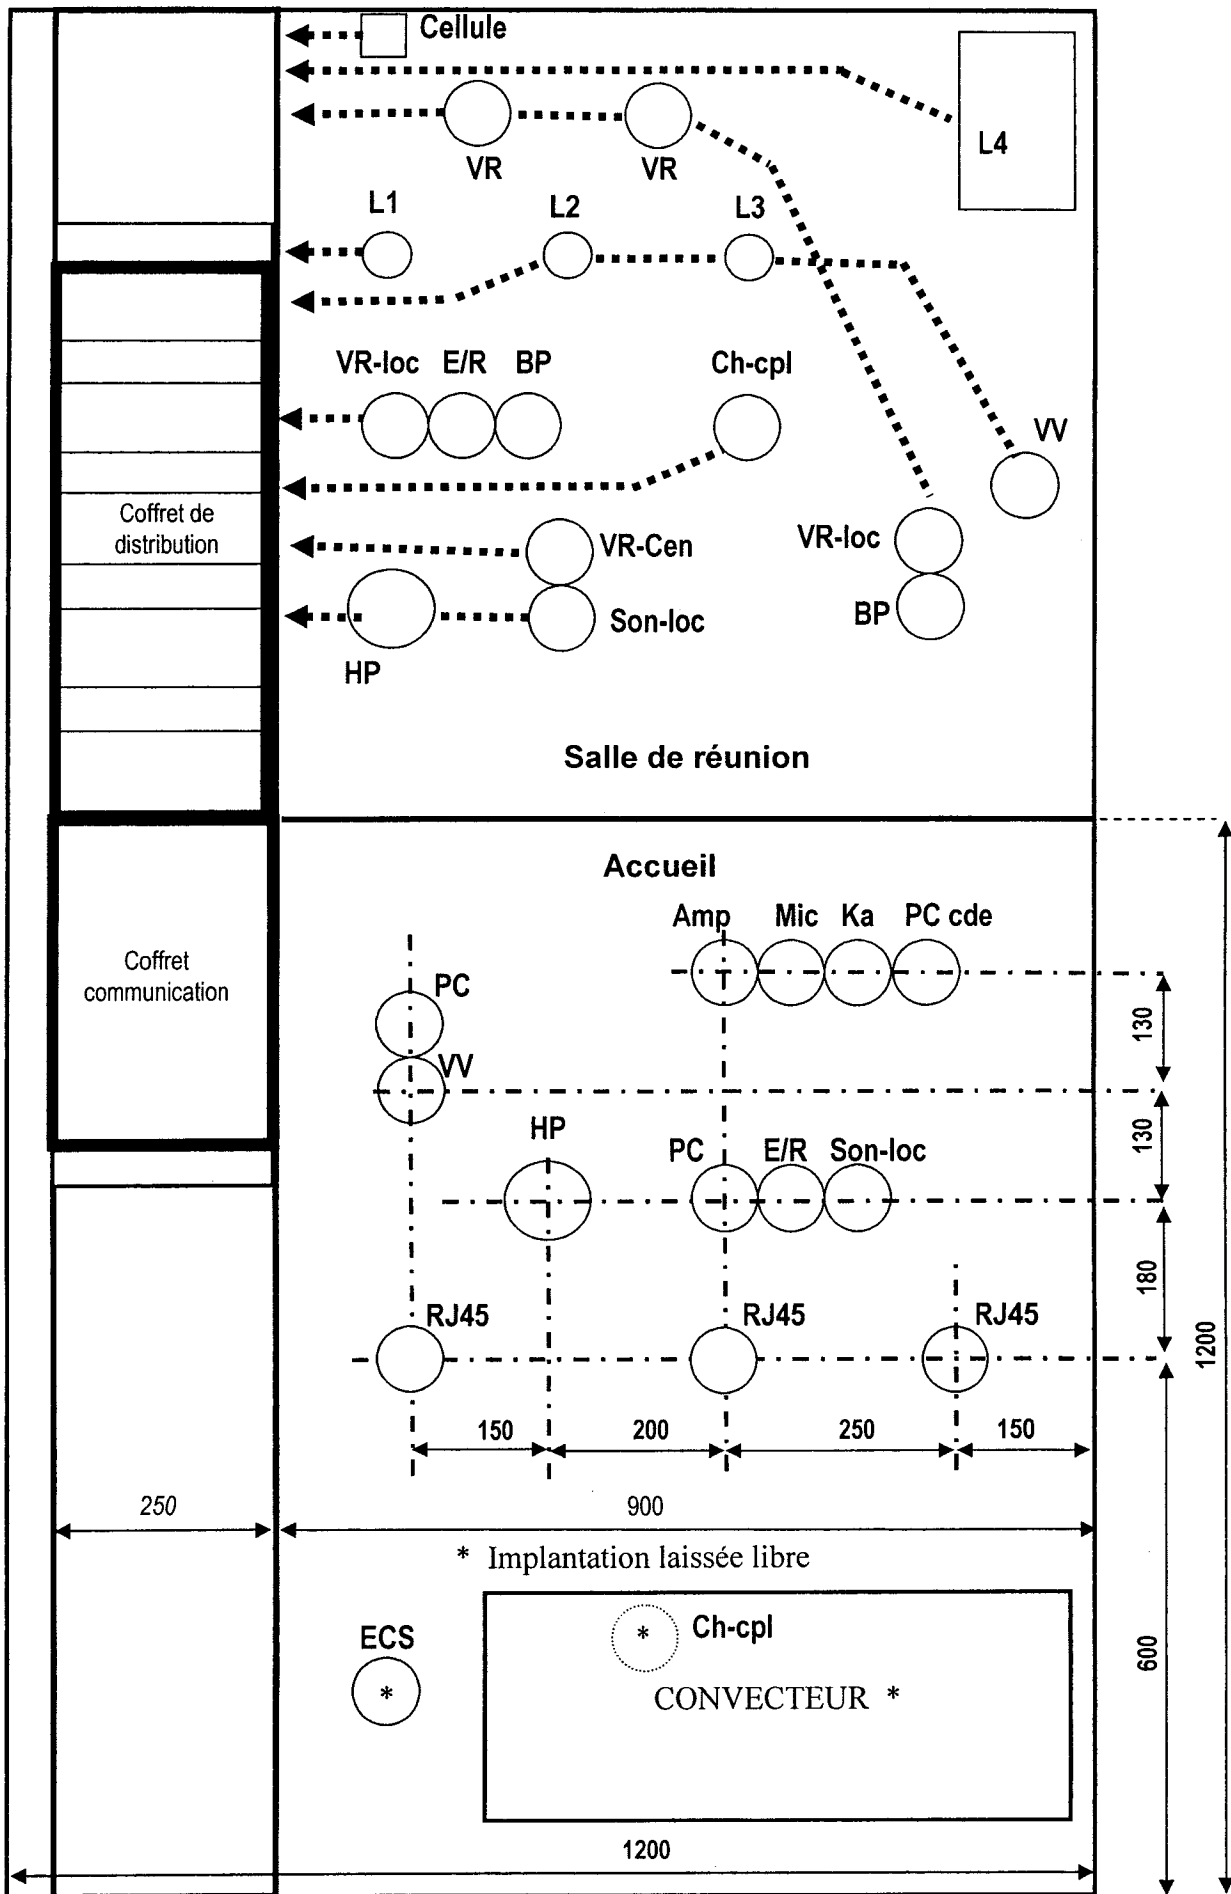 Cellule
L4
VR
VR
L1
L2
L3
VR-loc
E/R
BP
Ch-cpl
VV
Coffret de
distribution
VR-Cen
VR-loc
Son-loc
BP
HP
Salle de réunion
Accueil
Amp
Mic
Ka
PC cde
Coffret
communication
PC
130
VV
HP
PC
E/R
Son-loc
130
180
RJ45
RJ45
RJ45
1200
150
200
250
150
250
900
* Implantation laissée libre
ECS
*
* Ch-cpl
CONVECTEUR *
600
1200